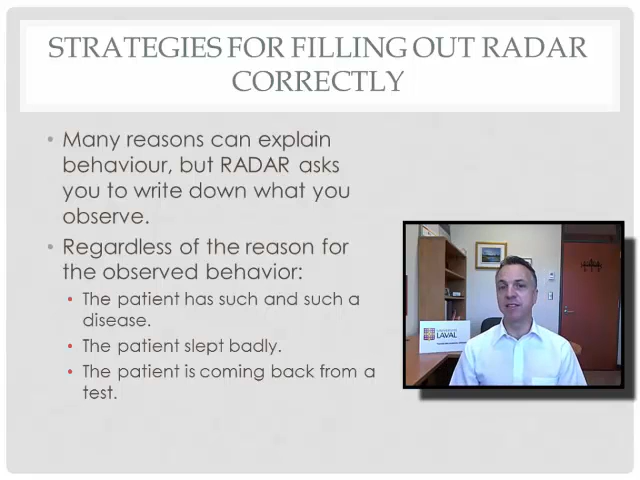 STRATEGIES FOR FILLING OUT RADAR
CORRECTLY
• Many reasons can explain
behaviour, but RADAR asks
you to write down what you
observe.
• Regardless of the reason for
the observed behavior:
• The patient has such and such a
disease.
• The patient slept badly.
• The patient is coming back from a
test.
UNIVERSITÉ
LAVAL